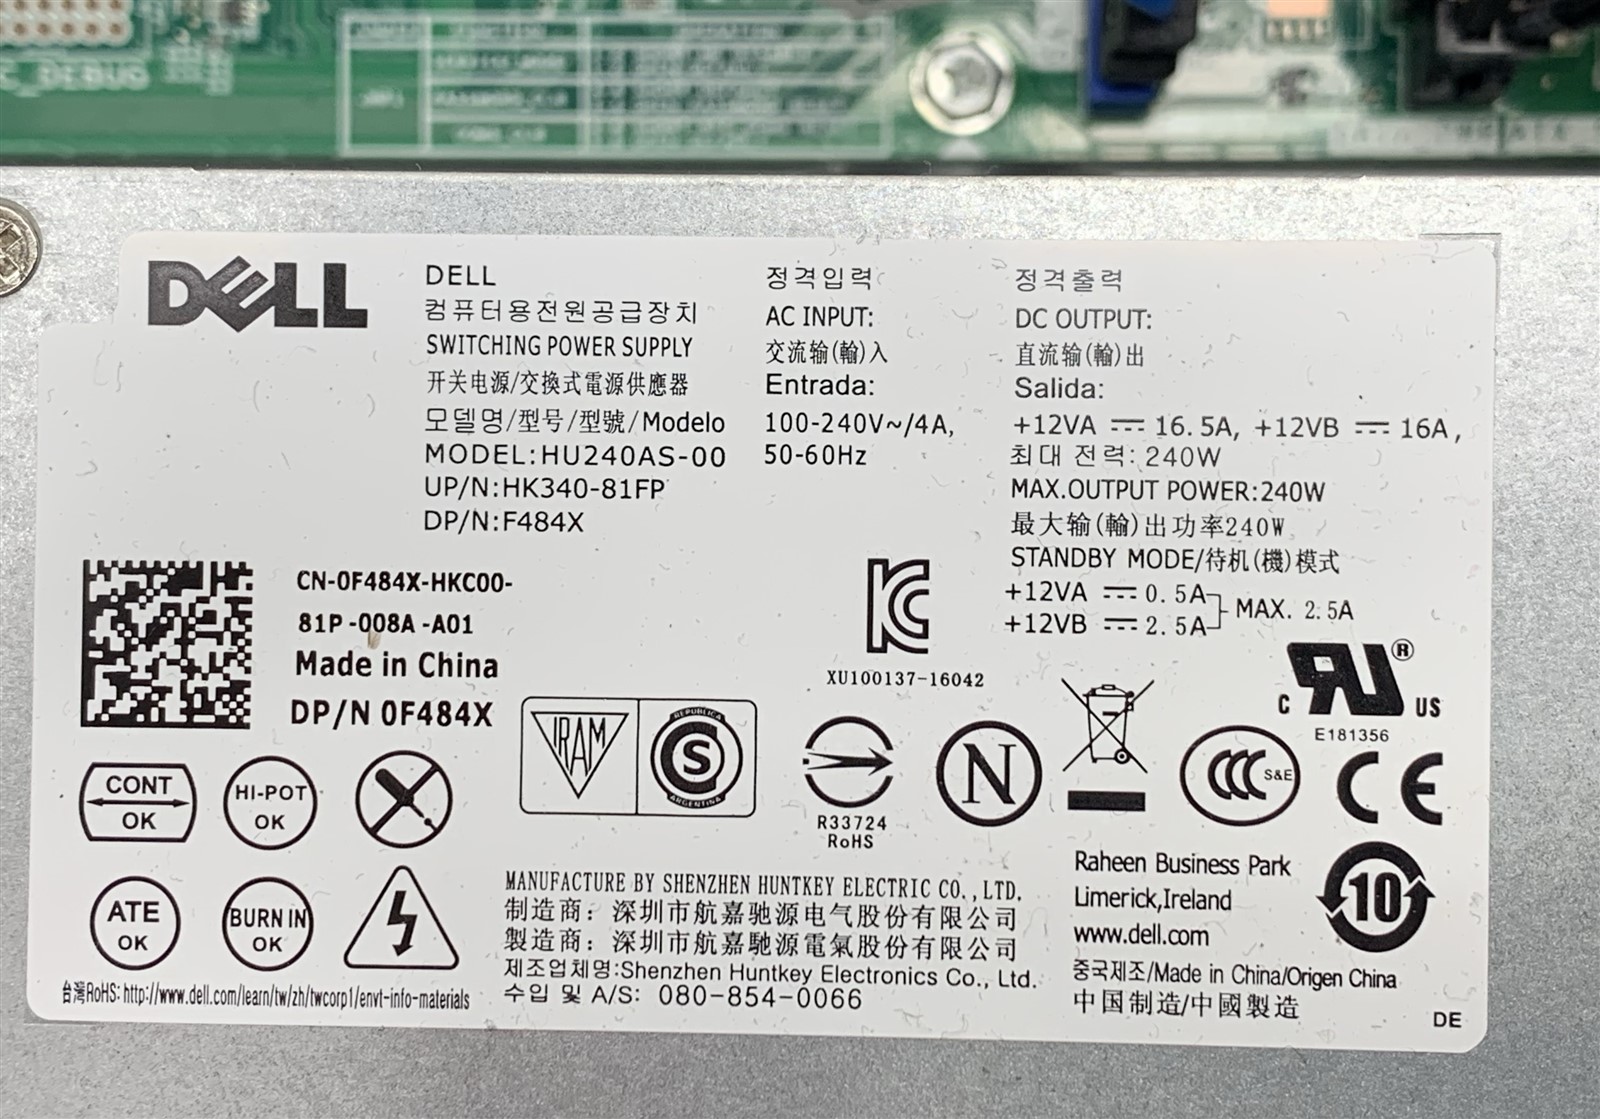 DELL
DELL
컴퓨터용전원공급장치
SWITCHING POWER SUPPLY
开关电源/交換式電源供應器
모델명/型号/型號/Modelo
MODEL:HU240AS-00
UP/N:HK340-81FP
DP/N:F484X
정격입력
AC INPUT:
交流输(輸)入
Entrada:
100-240V~/4A,
50-60Hz
정격출력
DC OUTPUT:
直流输(輸)出
Salida:
+12VA ⎓ 16.5A, +12VB ⎓ 16A,
최대 전력: 240W
MAX.OUTPUT POWER:240W
最大输(輸)出功率240W
STANDBY MODE/待机(機)模式
+12VA ⎓ 0.5A
+12VB ⎓ 2.5A
MAX. 2.5A
CN-0F484X-HKC00-
81P-008A-A01
Made in China
DP/N 0F484X
XU100137-16042
IRAM
REPUBLICA
S
ARGENTINA
R33724
RoHS
N
S&E
C
US
®
E181356
CE
CONT
OK
HI-POT
OK
ATE
OK
BURN IN
OK
台灣RoHS: http://www.dell.com/learn/tw/zh/twcorp1/envt-info-materials
MANUFACTURE BY SHENZHEN HUNTKEY ELECTRIC CO., LTD.
制造商：深圳市航嘉驰源电气股份有限公司
製造商：深圳市航嘉馳源電氣股份有限公司
제조업체명:Shenzhen Huntkey Electronics Co., Ltd.
수입 및 A/S: 080-854-0066
Raheen Business Park
Limerick,Ireland
www.dell.com
10
중국제조/Made in China/Origen China
中国制造/中國製造
DE